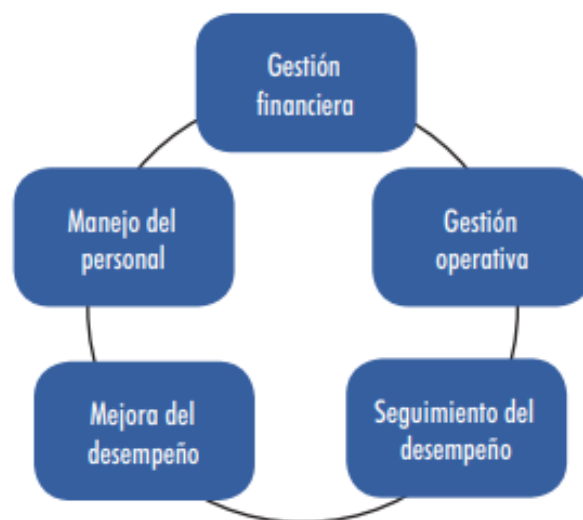 Gestión
financiera
Manejo del
personal
Gestión
operativa
Mejora del
desempeño
Seguimiento del
desempeño